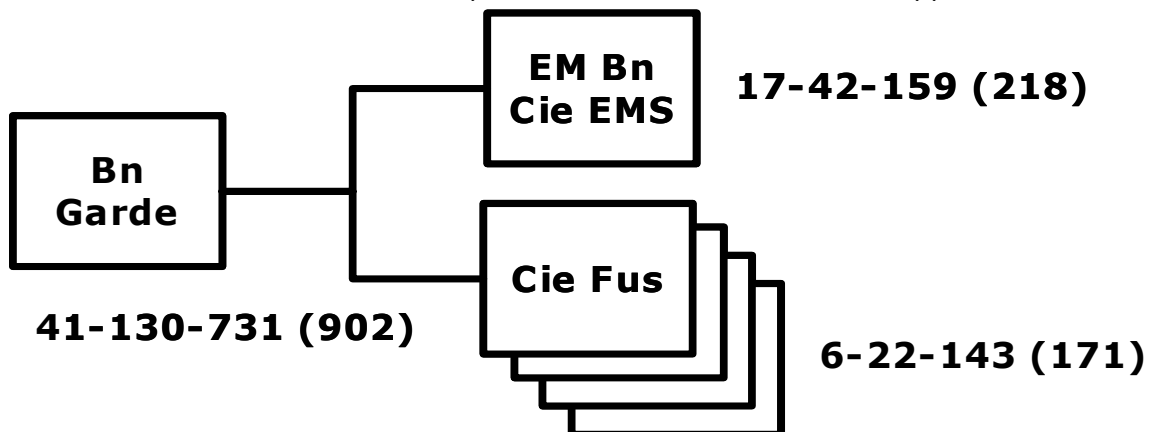 EM Bn
Cie EMS
17-42-159 (218)
Bn
Garde
Cie Fus
41-130-731 (902)
6-22-143 (171)